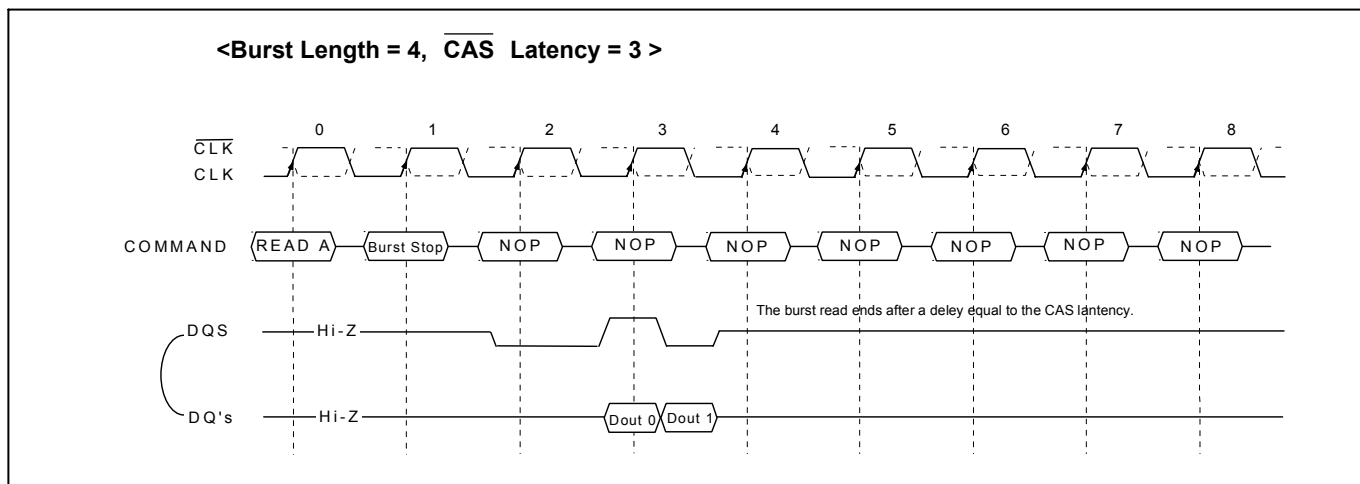 <Burst Length = 4, CAS Latency = 3 >
0 1 2 3 4 5 6 7 8
CLK
CLK
COMMAND READ A Burst Stop NOP NOP NOP NOP NOP NOP NOP
The burst read ends after a deley equal to the CAS lantency.
DQS Hi-Z
DQ's Hi-Z Dout 0 Dout 1